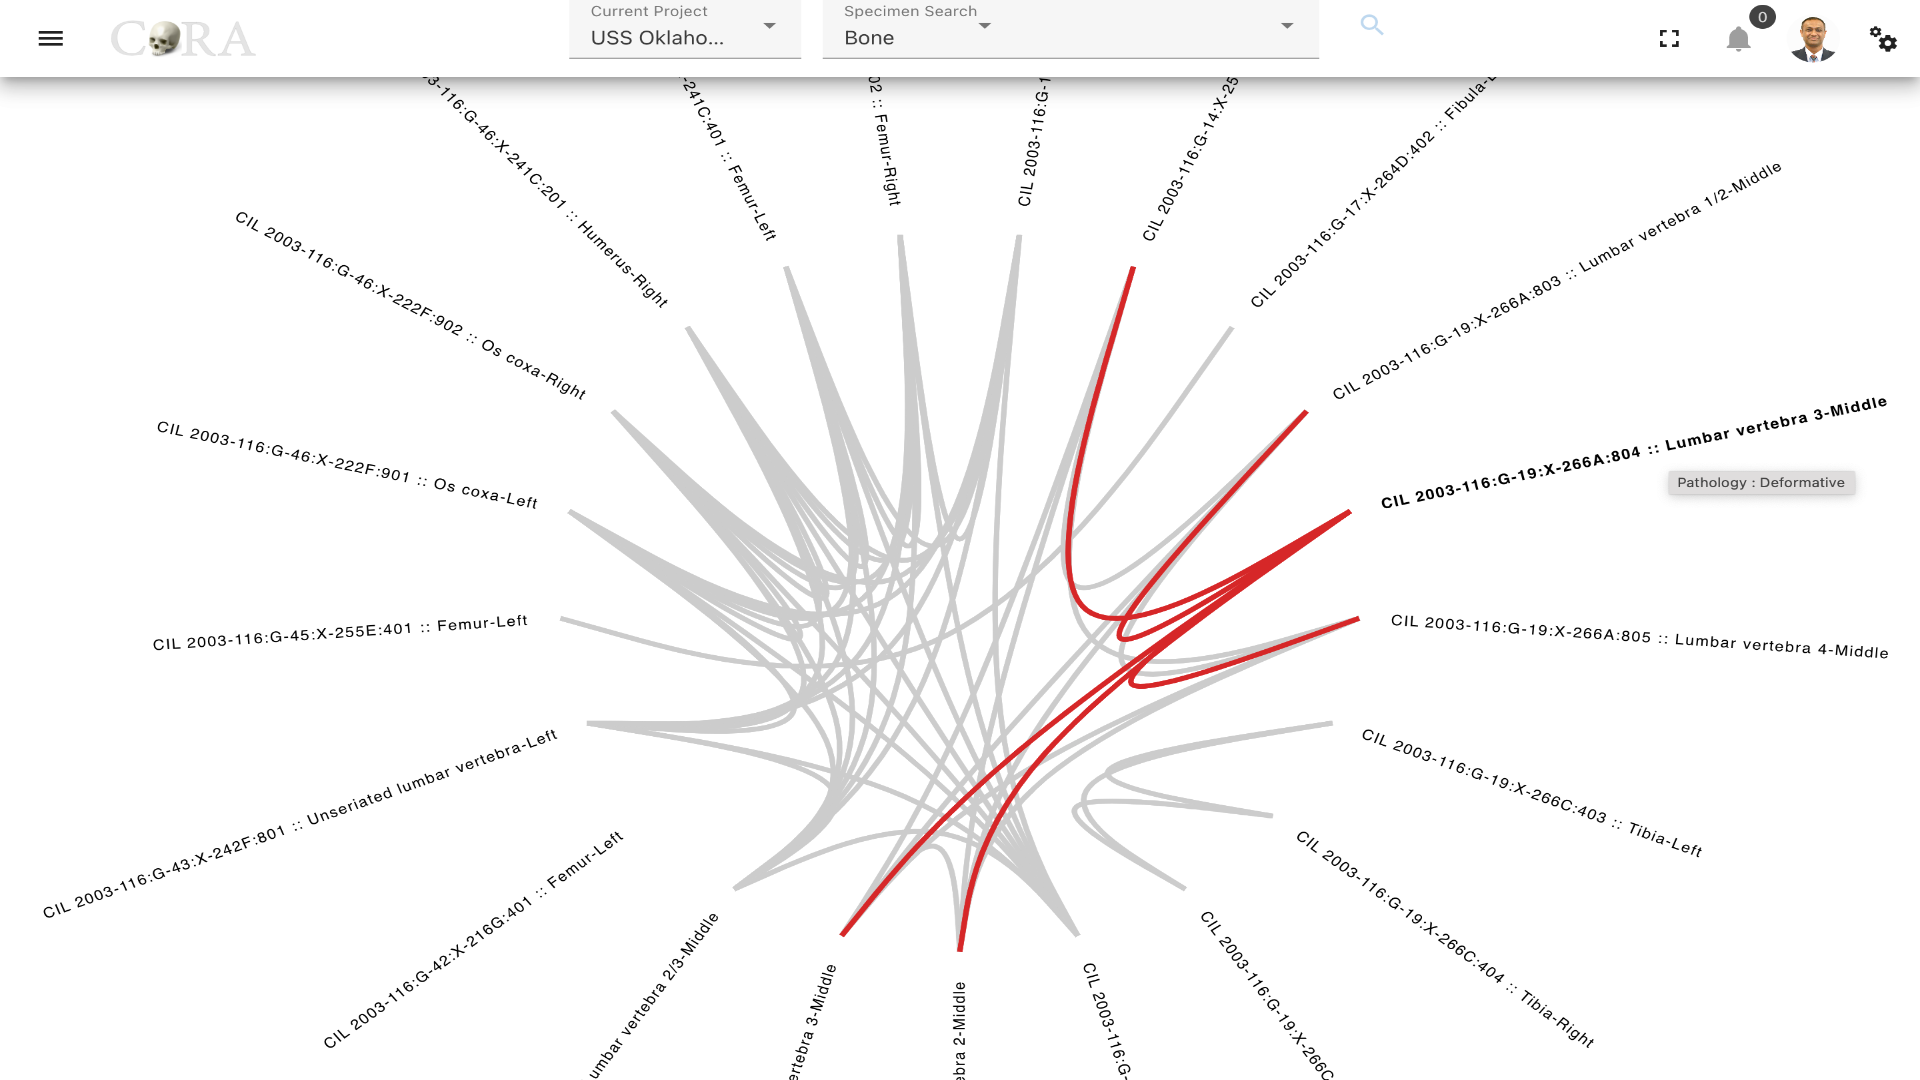 CORA
Current Project
USS Oklaho...
Specimen Search
Bone
0
3-116:G-46:X-241C:201 :: Humerus-Right
241C:401 :: Femur-Left
02 :: Femur-Right
CIL 2003-116:G-1
CIL 2003-116:G-14:X-25
CIL 2003-116:G-17:X-264D:402 :: Fibula-L
CIL 2003-116:G-19:X-266A:803 :: Lumbar vertebra 1/2-Middle
CIL 2003-116:G-19:X-266A:804 :: Lumbar vertebra 3-Middle
Pathology : Deformative
CIL 2003-116:G-19:X-266A:805 :: Lumbar vertebra 4-Middle
CIL 2003-116:G-19:X-266C:403 :: Tibia-Left
CIL 2003-116:G-19:X-266C:404 :: Tibia-Right
CIL 2003-116:G-19:X-266C
CIL 2003-116:G-
ebra 2-Middle
ertebra 3-Middle
umbar vertebra 2/3-Middle
CIL 2003-116:G-42:X-216G:401 :: Femur-Left
CIL 2003-116:G-43:X-242F:801 :: Unseriated lumbar vertebra-Left
CIL 2003-116:G-45:X-255E:401 :: Femur-Left
CIL 2003-116:G-46:X-222F:901 :: Os coxa-Left
CIL 2003-116:G-46:X-222F:902 :: Os coxa-Right